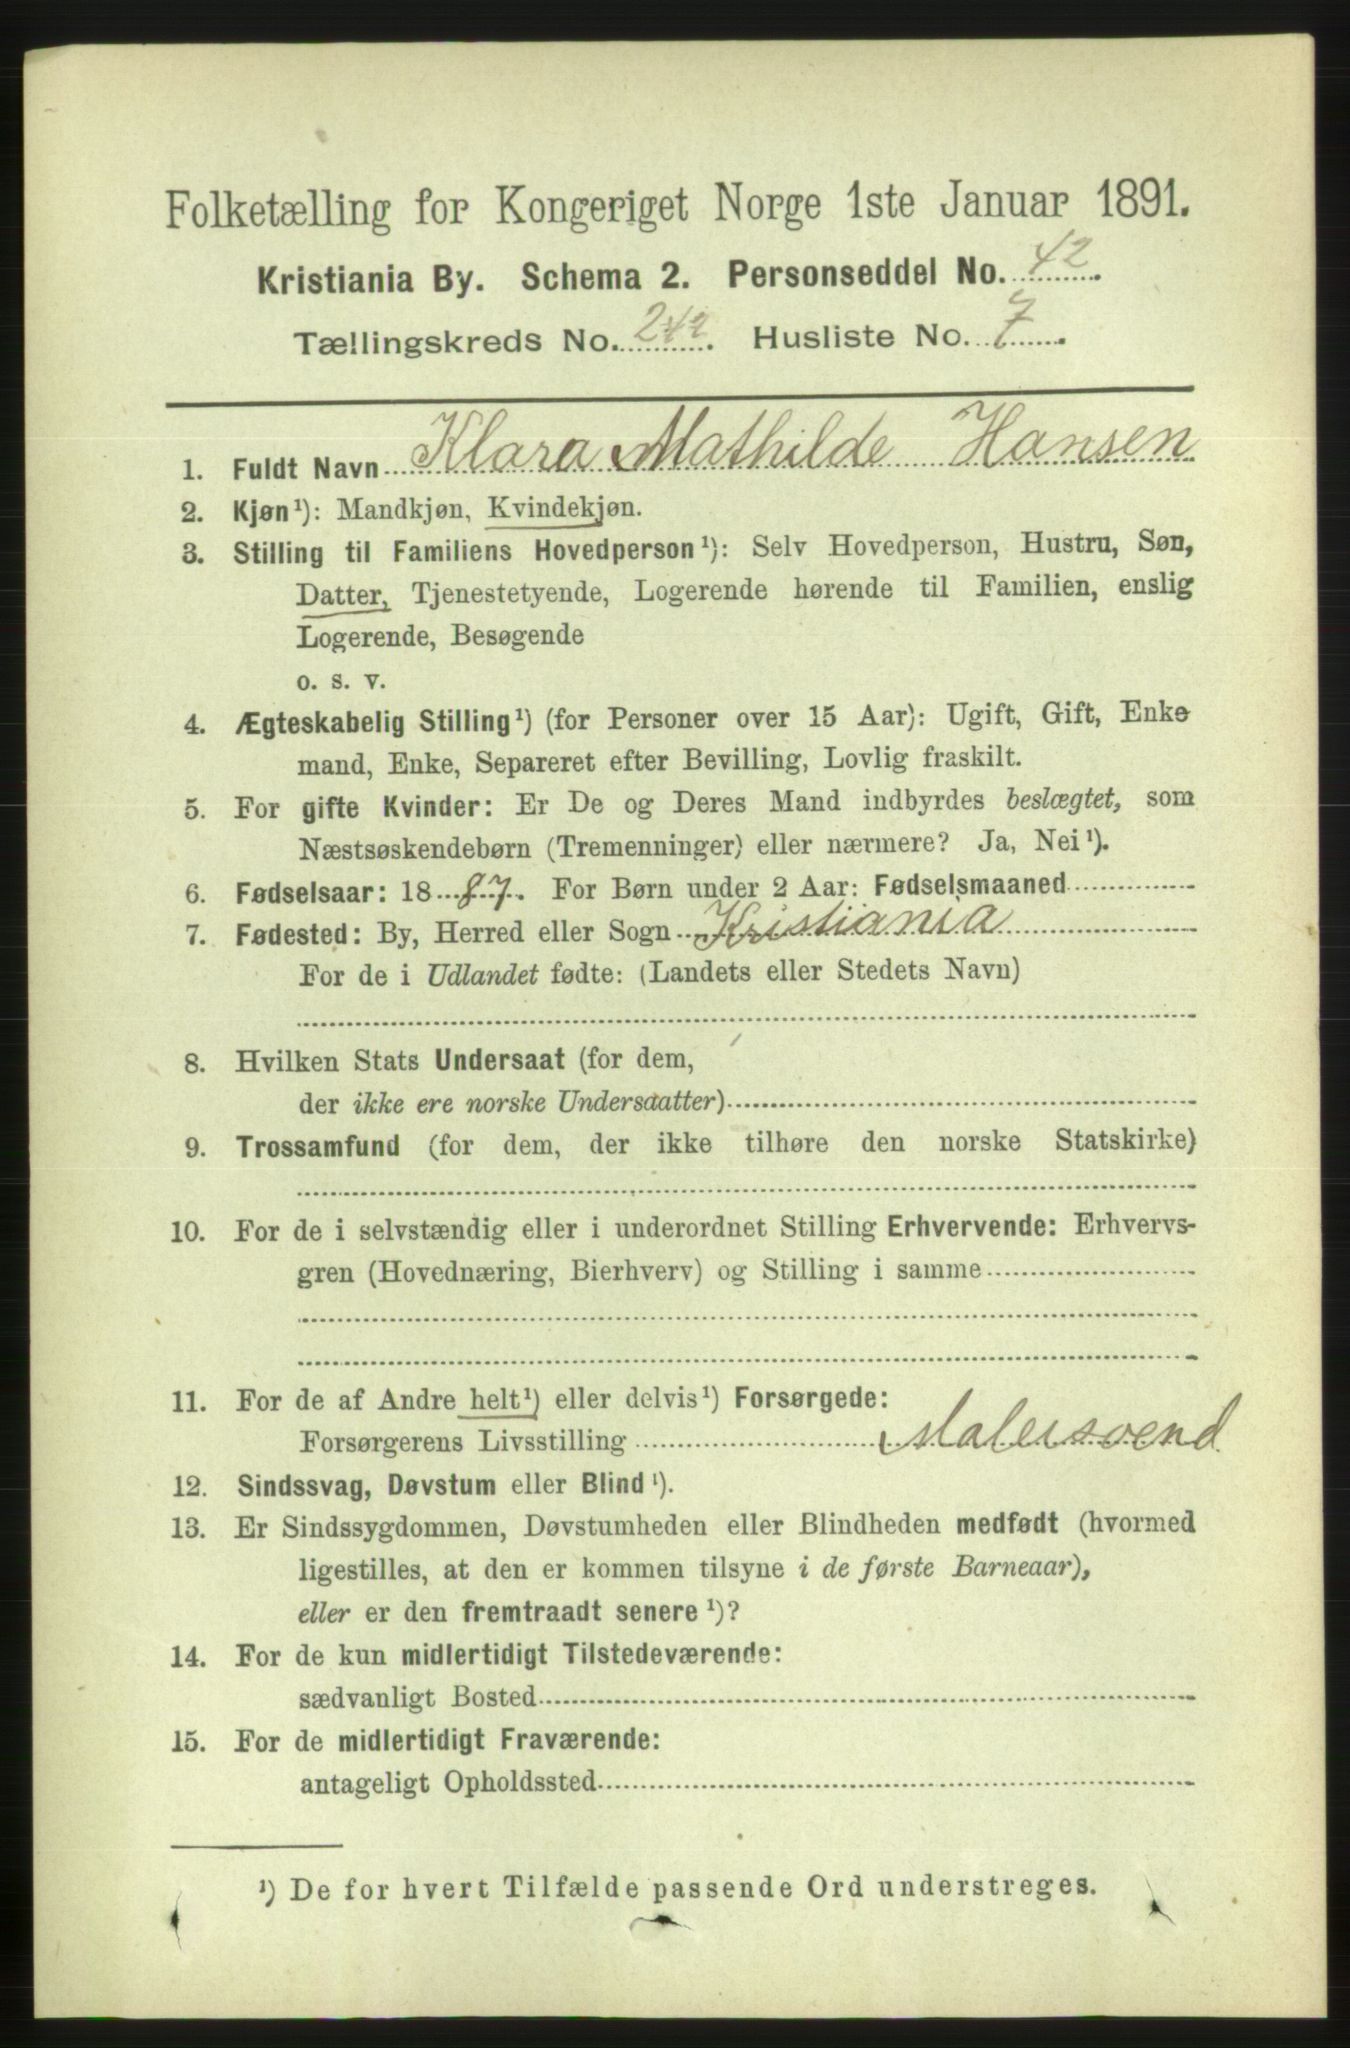 Folketælling for Kongeriget Norge 1ste Januar 1891.
Kristiania By. Schema 2. Personseddel No. 42.
Tællingskreds No. 242. Husliste No. 7.
1. Fuldt Navn Klara Mathilde Hansen
2. Kjøn¹): Mandkjøn, Kvindekjøn.
3. Stilling til Familiens Hovedperson¹): Selv Hovedperson, Hustru, Søn,
Datter, Tjenestetyende, Logerende hørende til Familien, enslig
Logerende, Besøgende
o. s. v.
4. Ægteskabelig Stilling¹) (for Personer over 15 Aar): Ugift, Gift, Enke
mand, Enke, Separeret efter Bevilling, Lovlig fraskilt.
5. For gifte Kvinder: Er De og Deres Mand indbyrdes beslægtet, som
Næstsøskendebørn (Tremenninger) eller nærmere? Ja, Nei¹).
6. Fødselsaar: 1887. For Børn under 2 Aar: Fødselsmaaned
7. Fødested: By, Herred eller Sogn Kristiania
For de i Udlandet fødte: (Landets eller Stedets Navn)
8. Hvilken Stats Undersaat (for dem,
der ikke ere norske Undersaatter)
9. Trossamfund (for dem, der ikke tilhøre den norske Statskirke)
10. For de i selvstændig eller i underordnet Stilling Erhvervende: Erhvervs-
gren (Hovednæring, Bierhverv) og Stilling i samme
11. For de af Andre helt¹) eller delvis¹) Forsørgede:
Forsørgerens Livsstilling Malersvend
12. Sindssvag, Døvstum eller Blind¹).
13. Er Sindssygdommen, Døvstumheden eller Blindheden medfødt (hvormed
ligestilles, at den er kommen tilsyne i de første Barneaar),
eller er den fremtraadt senere¹)?
14. For de kun midlertidigt Tilstedeværende:
sædvanligt Bosted
15. For de midlertidigt Fraværende:
antageligt Opholdssted
¹) De for hvert Tilfælde passende Ord understreges.